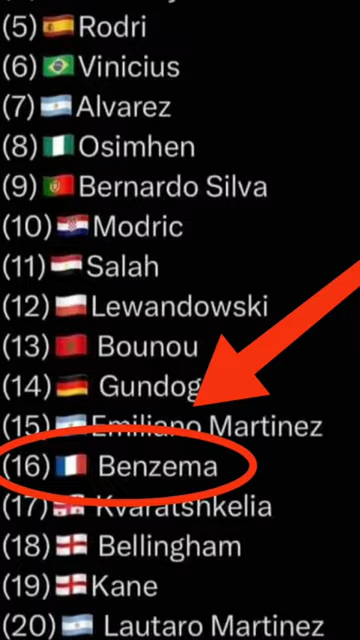 (5) 🇪🇸 Rodri
(6) 🇧🇷 Vinicius
(7) 🇦🇷 Alvarez
(8) 🇳🇬 Osimhen
(9) 🇵🇹 Bernardo Silva
(10) 🇭🇷 Modric
(11) 🇪🇬 Salah
(12) 🇵🇱 Lewandowski
(13) 🇲🇦 Bounou
(14) 🇩🇪 Gundog
(15) 🇦🇷 Emiliano Martinez
(16) 🇫🇷 Benzema
(17) 🇬🇪 Kvaratshkelia
(18) 🏴󠁧󠁢󠁥󠁮󠁧󠁿 Bellingham
(19) 🏴󠁧󠁢󠁥󠁮󠁧󠁿 Kane
(20) 🇦🇷 Lautaro Martinez